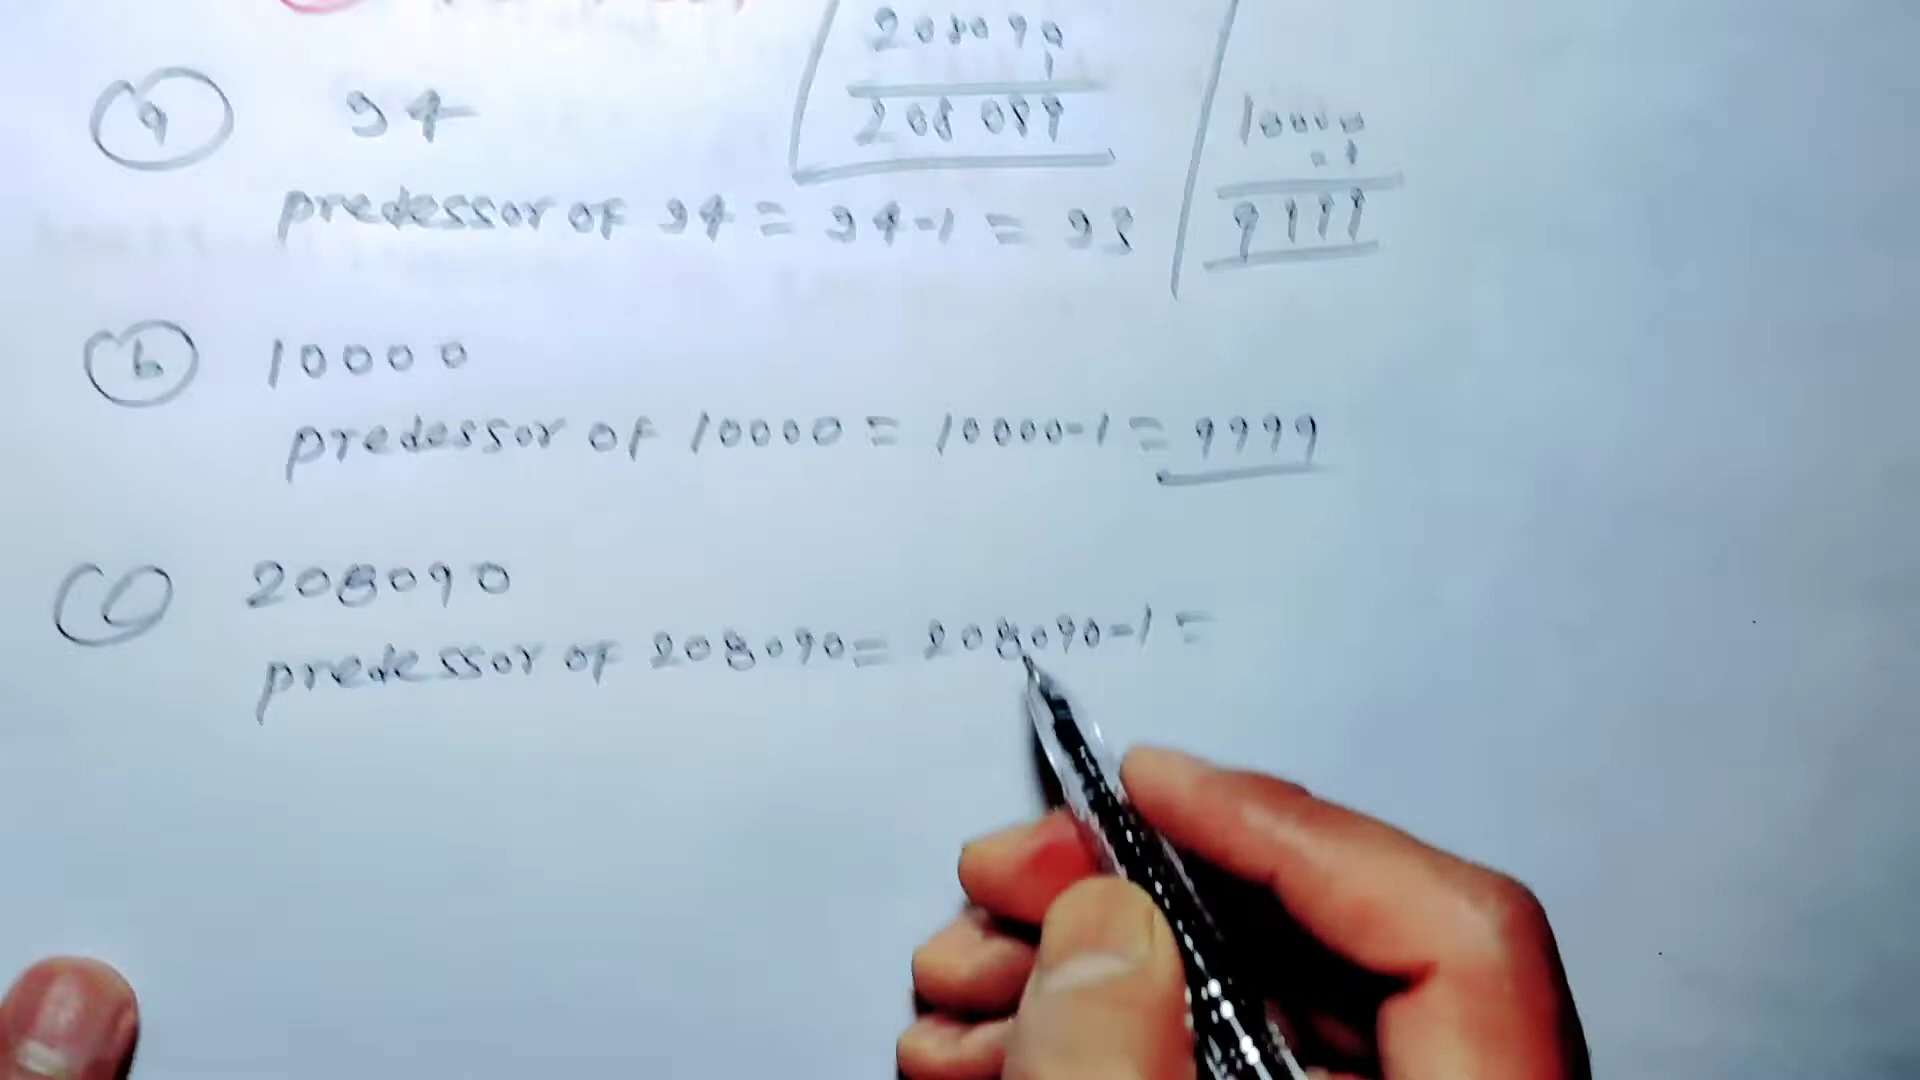 208090
1
208089
10000
- 1
9999
a 94
predessor of 94 = 94-1 = 93
b 10000
predessor of 10000 = 10000-1 = 9999
c 208090
predessor of 208090 = 208090-1 =